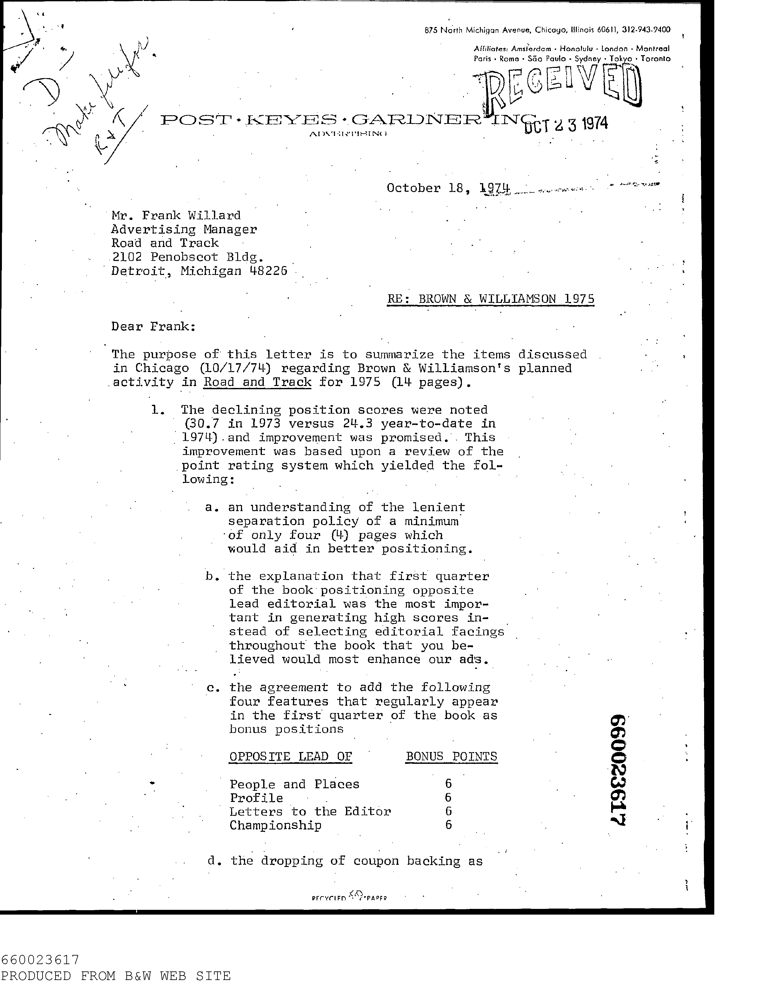 875 North Michigan Avenue, Chicago, Illinois 60611, 312-943-9400
Affiliates: Amsterdam · Honolulu · London · Montreal
Paris · Rome · São Paulo · Sydney · Tokyo · Toronto
RECEIVED
D
Make file for
R&T
POST·KEYES·GARDNER INC.
ADVERTISING
OCT 23 1974
October 18, 1974
Mr. Frank Willard
Advertising Manager
Road and Track
2102 Penobscot Bldg.
Detroit, Michigan 48226
RE: BROWN & WILLIAMSON 1975
Dear Frank:
The purpose of this letter is to summarize the items discussed
in Chicago (10/17/74) regarding Brown & Williamson's planned
activity in Road and Track for 1975 (14 pages).
1. The declining position scores were noted
(30.7 in 1973 versus 24.3 year-to-date in
1974) and improvement was promised. This
improvement was based upon a review of the
point rating system which yielded the fol-
lowing:
a. an understanding of the lenient
separation policy of a minimum
of only four (4) pages which
would aid in better positioning.
b. the explanation that first quarter
of the book positioning opposite
lead editorial was the most impor-
tant in generating high scores in-
stead of selecting editorial facings
throughout the book that you be-
lieved would most enhance our ads.
c. the agreement to add the following
four features that regularly appear
in the first quarter of the book as
bonus positions
OPPOSITE LEAD OF BONUS POINTS
People and Places 6
Profile 6
Letters to the Editor 6
Championship 6
d. the dropping of coupon backing as
RECYCLED PAPER
660023617
660023617
PRODUCED FROM B&W WEB SITE